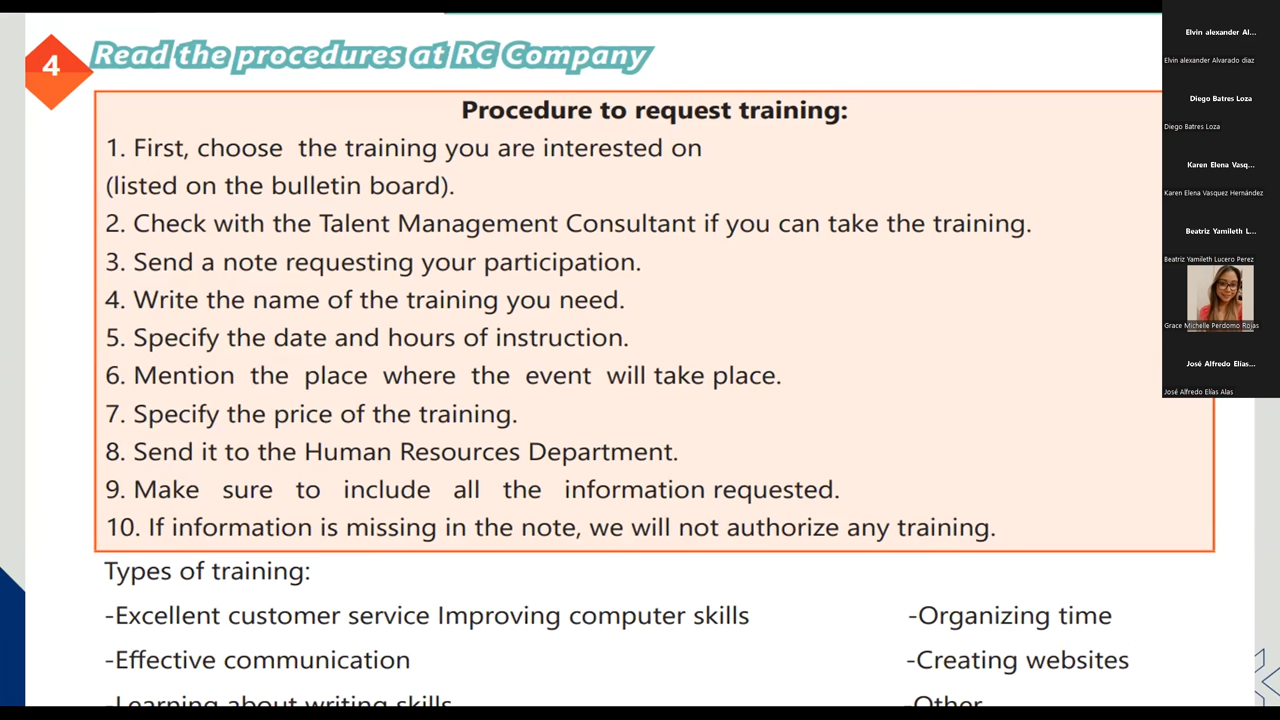 4
Read the procedures at RC Company
Procedure to request training:
1. First, choose the training you are interested on
(listed on the bulletin board).
2. Check with the Talent Management Consultant if you can take the training.
3. Send a note requesting your participation.
4. Write the name of the training you need.
5. Specify the date and hours of instruction.
6. Mention the place where the event will take place.
7. Specify the price of the training.
8. Send it to the Human Resources Department.
9. Make sure to include all the information requested.
10. If information is missing in the note, we will not authorize any training.
Types of training:
-Excellent customer service Improving computer skills
-Organizing time
-Effective communication
-Creating websites
-Learning about writing skills
-Other
Elvin alexander Al...
Elvin alexander Alvarado diaz
Diego Batres Loza
Diego Batres Loza
Karen Elena Vasq...
Karen Elena Vasquez Hernández
Beatriz Yamileth L...
Beatriz Yamileth Lucero Perez
Grace Michelle Perdomo Rojas
José Alfredo Elías...
José Alfredo Elías Alas